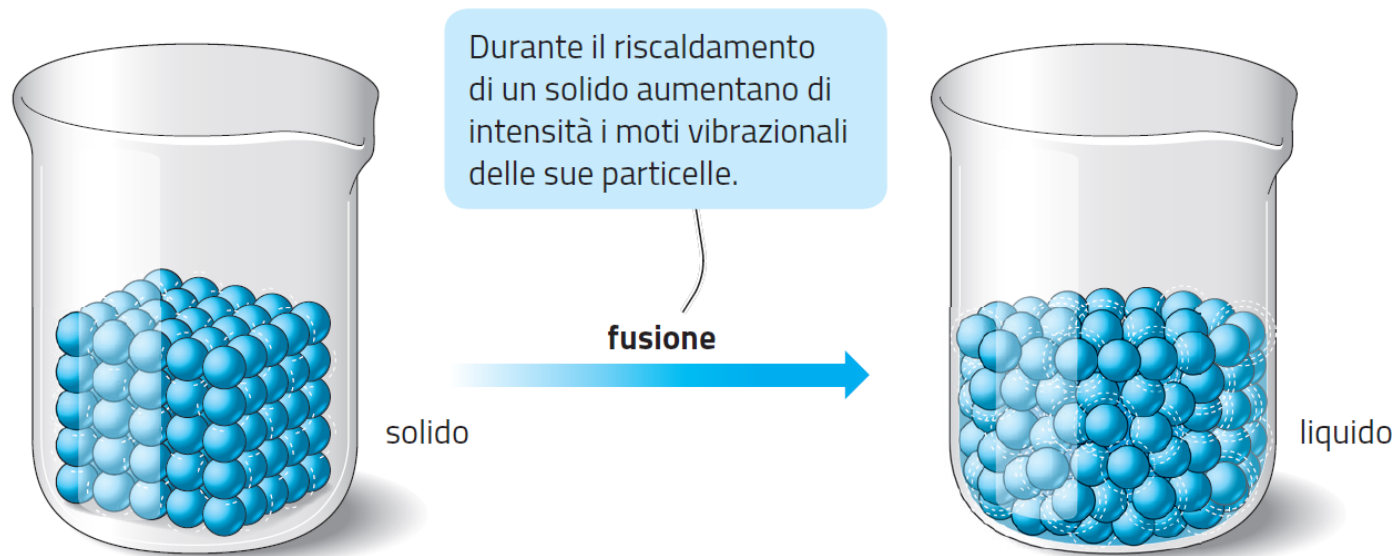 Durante il riscaldamento
di un solido aumentano di
intensità i moti vibrazionali
delle sue particelle.
fusione
solido
liquido